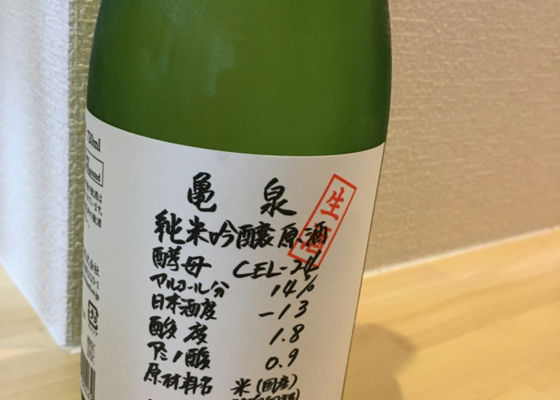 亀泉
生酒
純米吟醸原酒
酵母 CEL-24
アルコール分 14%
日本酒度 -13
酸度 1.8
アミノ酸 0.9
原材料名 米(国産)
720ml